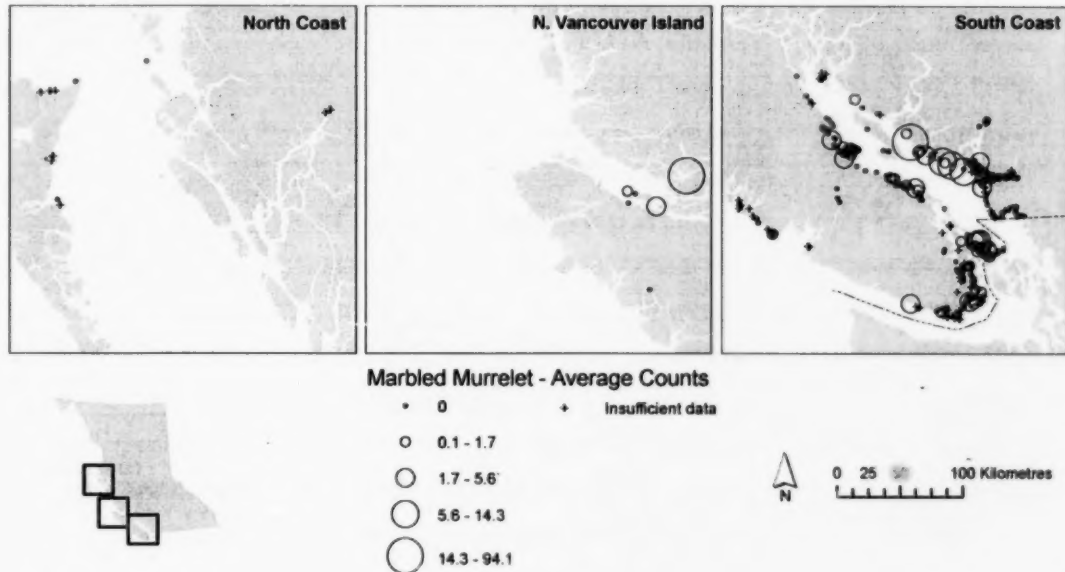 North Coast
N. Vancouver Island
South Coast
Marbled Murrelet - Average Counts
0
Insufficient data
0.1 - 1.7
1.7 - 5.6
5.6 - 14.3
14.3 - 94.1
N
0 25 50 100 Kilometres